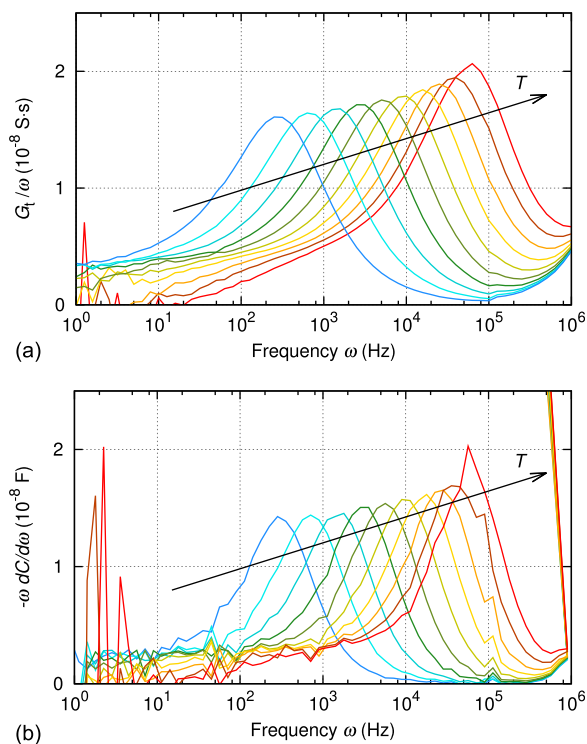 G_t /ω (10^-8 S·s)
2
1
0
T
10^0 10^1 10^2 10^3 10^4 10^5 10^6
(a) Frequency ω (Hz)
-ω dC/dω (10^-8 F)
2
1
0
T
10^0 10^1 10^2 10^3 10^4 10^5 10^6
(b) Frequency ω (Hz)